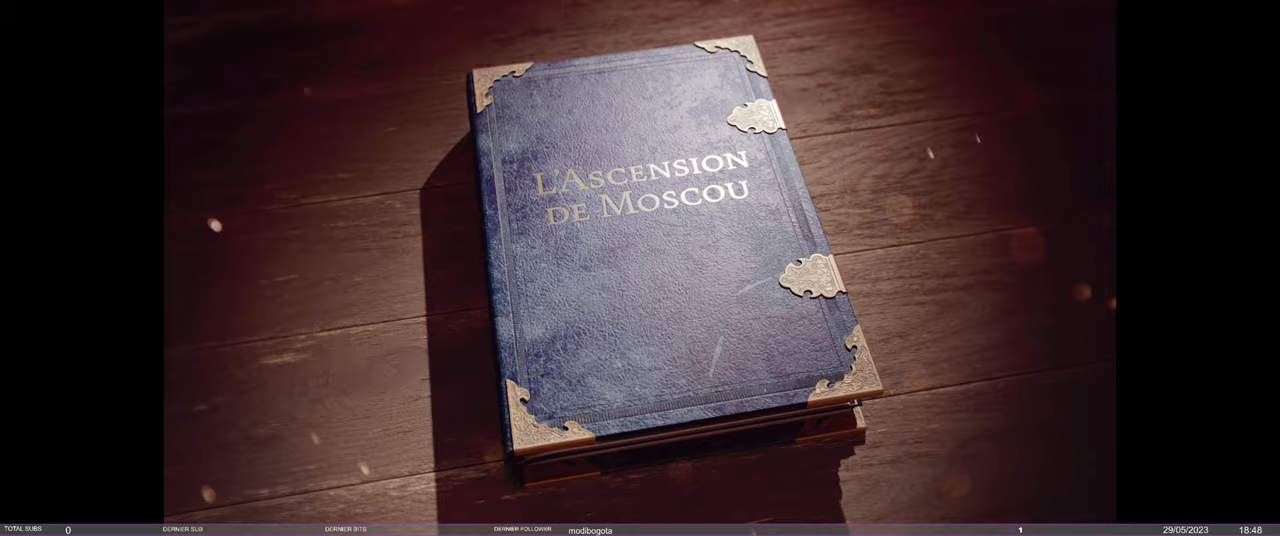 L'ASCENSION
DE MOSCOU
TOTAL SUBS 0 DERNIER SUB DERNIER BITS DERNIER FOLLOWER modibogota 1 29/05/2023 18:48